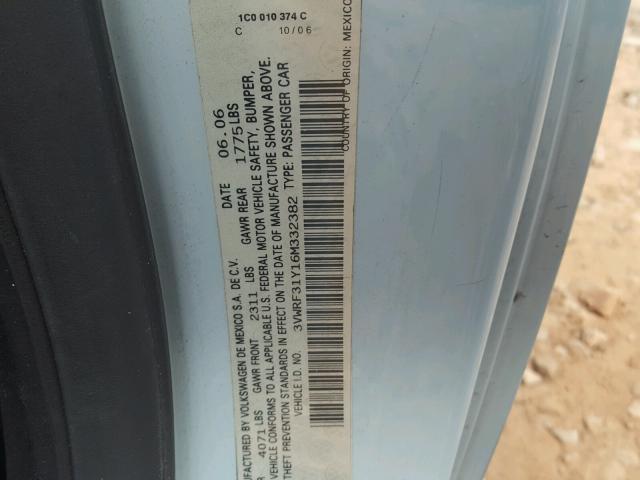 1C0 010 374 C
C 10/06
UFACTURED BY VOLKSWAGEN DE MEXICO S.A. DE C.V. DATE 06.06
4071 LBS GAWR FRONT 2311 LBS GAWR REAR 1775 LBS
VEHICLE CONFORMS TO ALL APPLICABLE U.S. FEDERAL MOTOR VEHICLE SAFETY, BUMPER,
THEFT PREVENTION STANDARDS IN EFFECT ON THE DATE OF MANUFACTURE SHOWN ABOVE.
VEHICLE I.D. NO. 3VWRF31Y16M332382 TYPE: PASSENGER CAR
COUNTRY OF ORIGIN: MEXICO